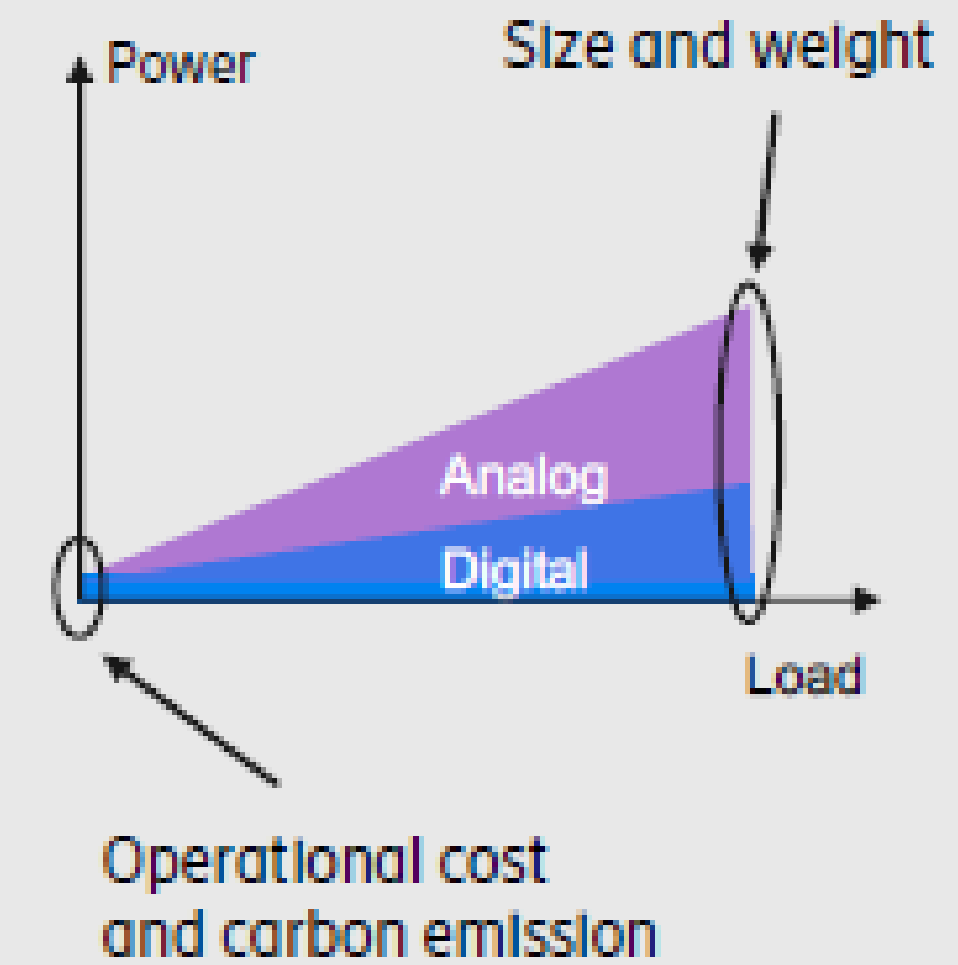 Power
Size and weight
Analog
Digital
Load
Operational cost
and carbon emission